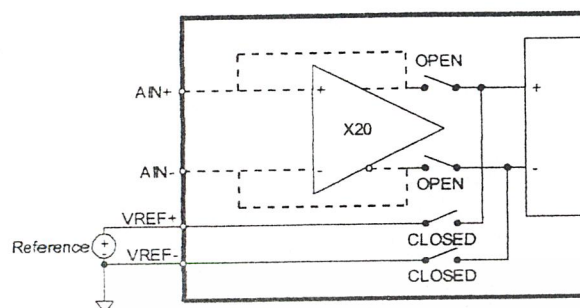 OPEN
AIN+
+
+
X20
AIN-
-
-
OPEN
VREF+
Reference
+
CLOSED
VREF-
CLOSED